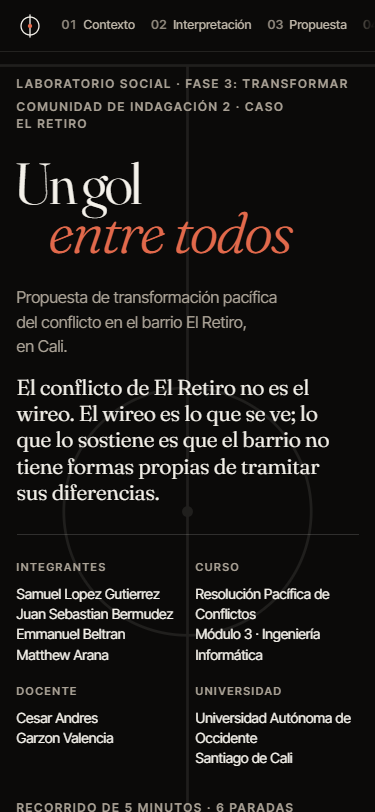 01 Contexto 02 Interpretación 03 Propuesta
LABORATORIO SOCIAL · FASE 3: TRANSFORMAR
COMUNIDAD DE INDAGACIÓN 2 · CASO
EL RETIRO
Un gol
entre todos
Propuesta de transformación pacífica
del conflicto en el barrio El Retiro,
en Cali.
El conflicto de El Retiro no es el
wireo. El wireo es lo que se ve; lo
que lo sostiene es que el barrio no
tiene formas propias de tramitar
sus diferencias.
INTEGRANTES
Samuel Lopez Gutierrez
Juan Sebastian Bermudez
Emmanuel Beltran
Matthew Arana
CURSO
Resolución Pacífica de
Conflictos
Módulo 3 · Ingeniería
Informática
DOCENTE
Cesar Andres
Garzon Valencia
UNIVERSIDAD
Universidad Autónoma de
Occidente
Santiago de Cali
RECORRIDO DE 5 MINUTOS · 6 PARADAS